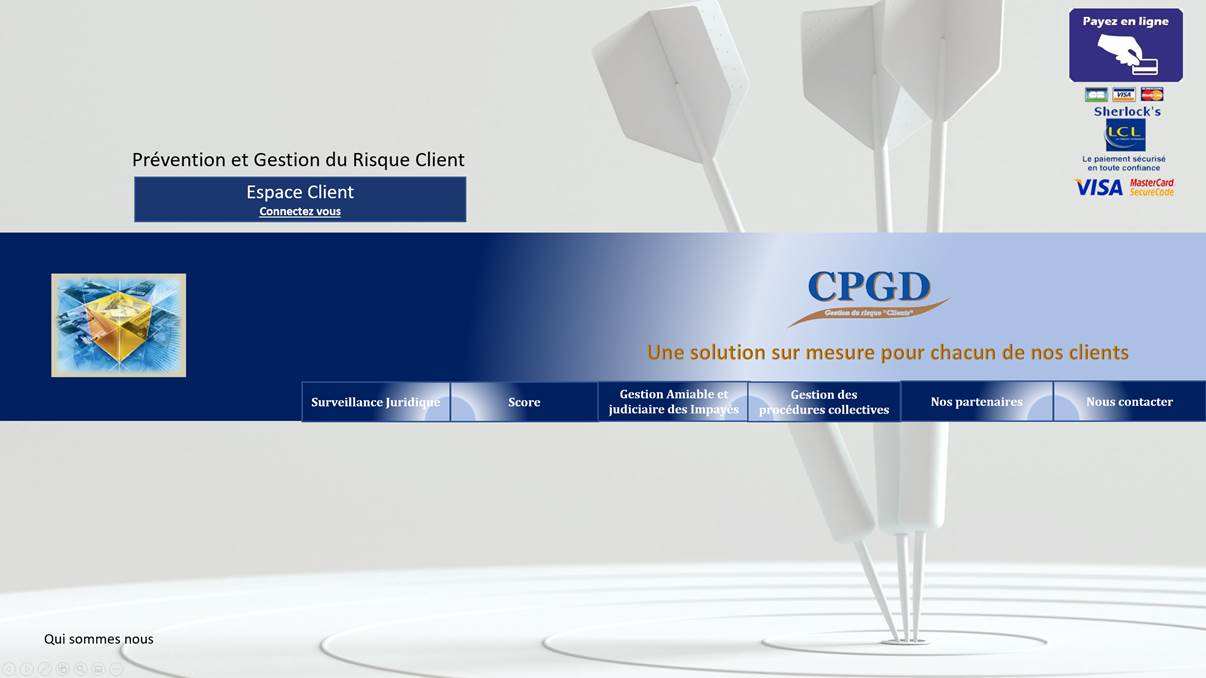 Payez en ligne
VISA
Sherlock's
LCL
Le paiement sécurisé
en toute confiance
VISA MasterCard
SecureCode
Prévention et Gestion du Risque Client
Espace Client
Connectez vous
CPGD
Gestion du risque "Clients"
Une solution sur mesure pour chacun de nos clients
Surveillance Juridique
Score
Gestion Amiable et
judiciaire des Impayés
Gestion des
procédures collectives
Nos partenaires
Nous contacter
Qui sommes nous